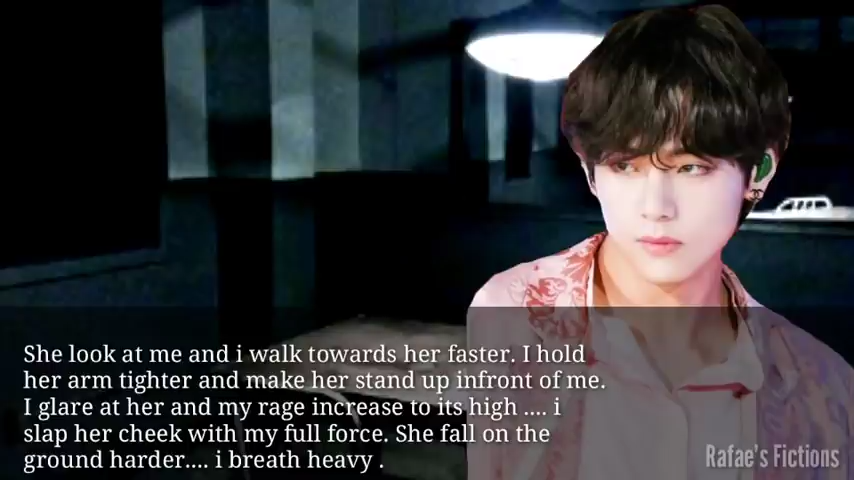 She look at me and i walk towards her faster. I hold
her arm tighter and make her stand up infront of me.
I glare at her and my rage increase to its high .... i
slap her cheek with my full force. She fall on the
ground harder.... i breath heavy .
Rafae's Fictions